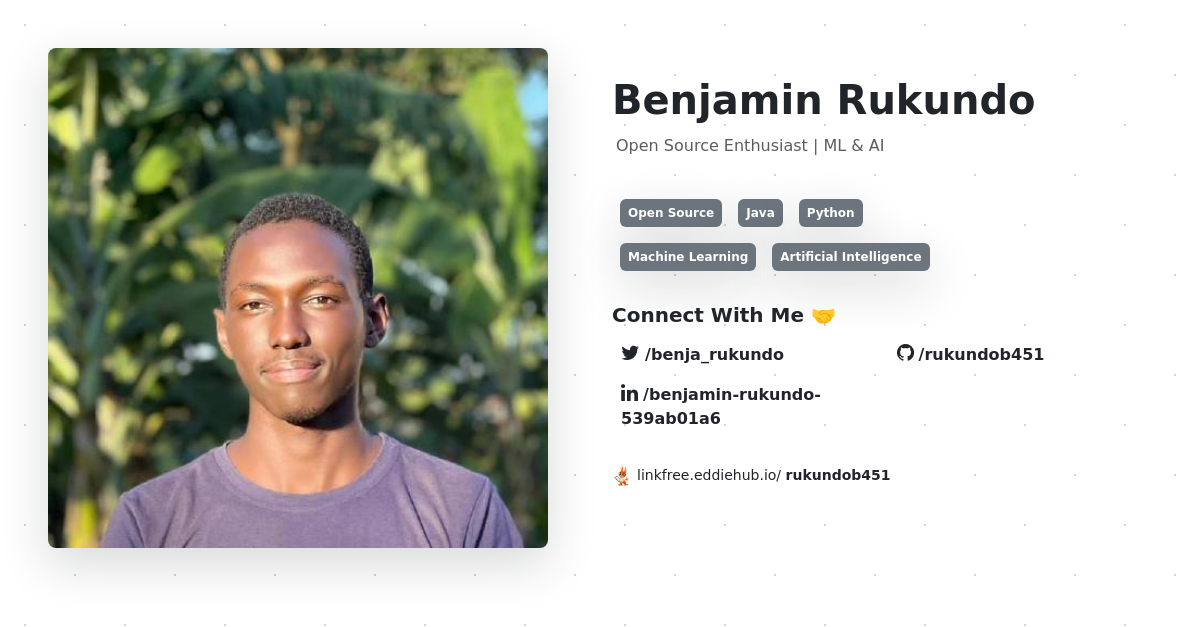 Benjamin Rukundo
Open Source Enthusiast | ML & AI
Open Source Java Python
Machine Learning Artificial Intelligence
Connect With Me 🤝
/benja_rukundo /rukundob451
/benjamin-rukundo-
539ab01a6
linkfree.eddiehub.io/ rukundob451